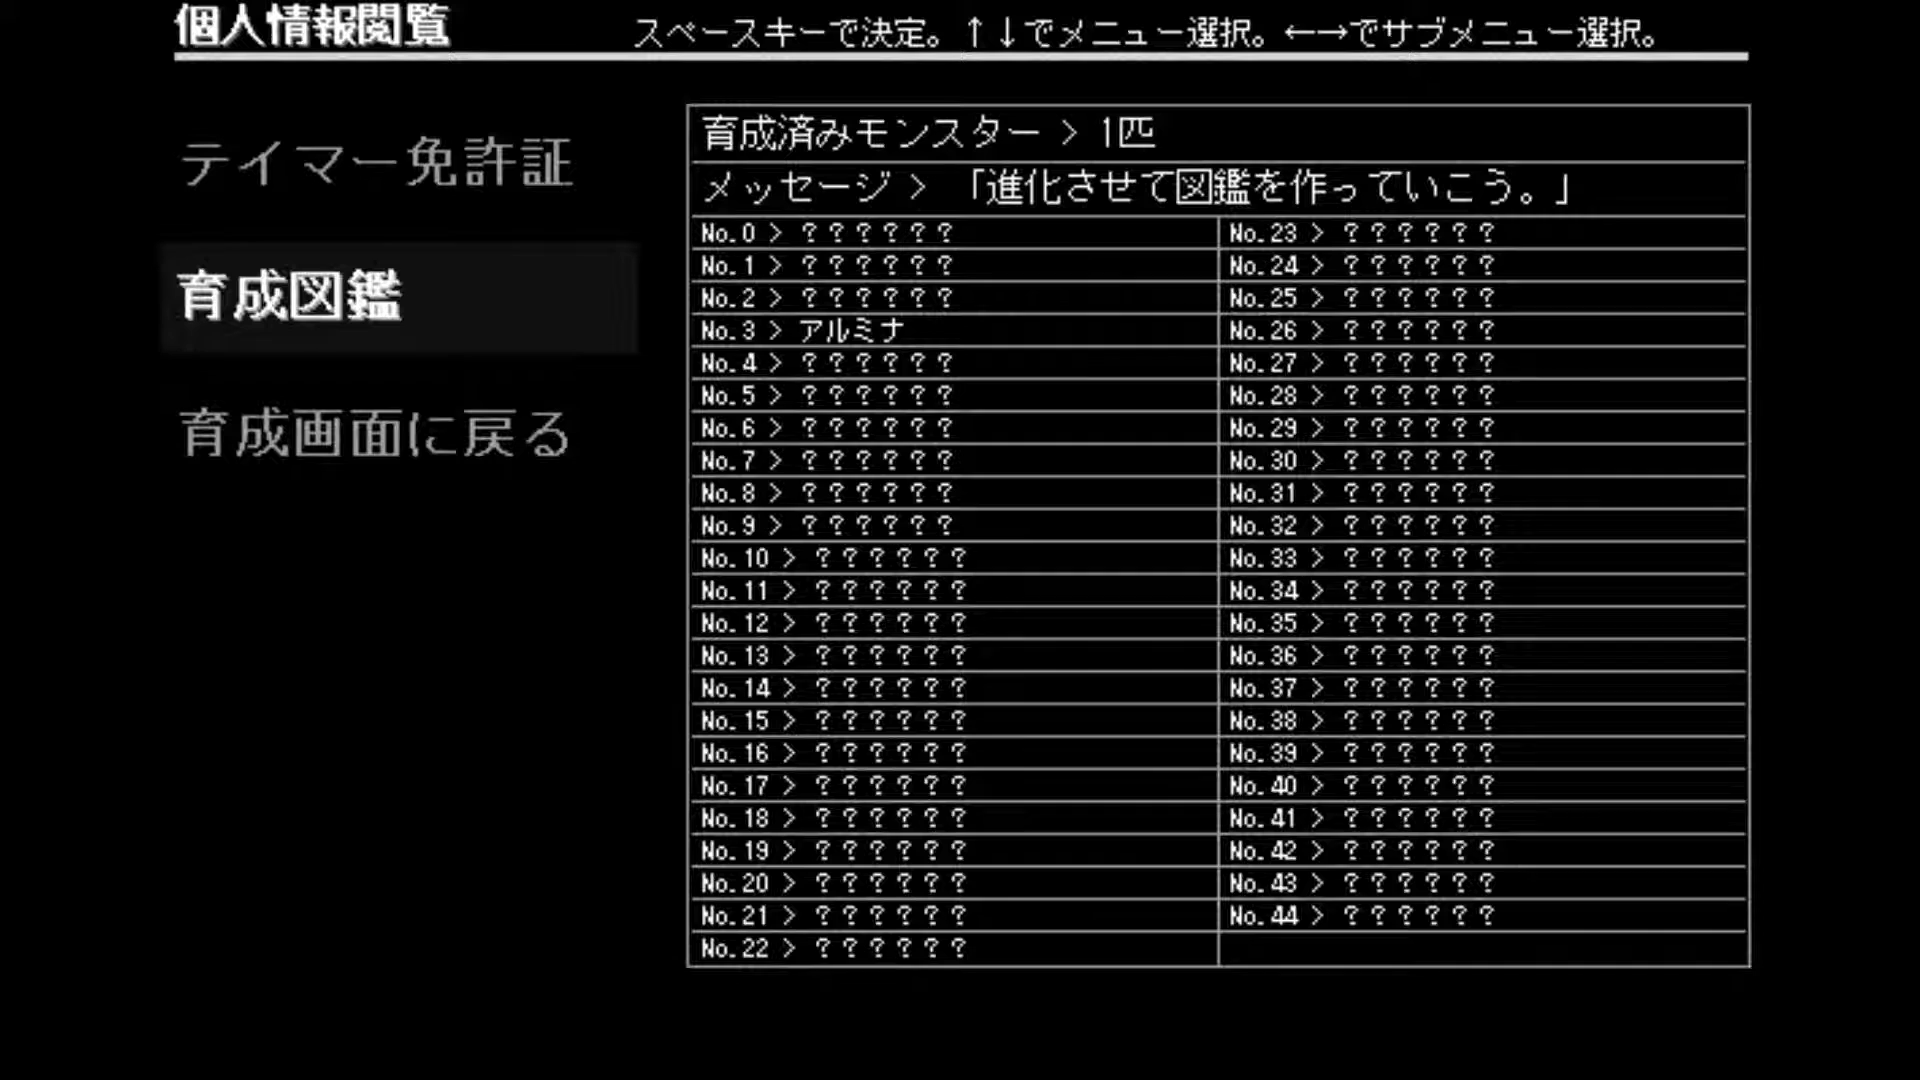 個人情報閲覧
スペースキーで決定。↑↓でメニュー選択。←→でサブメニュー選択。
テイマー免許証
育成図鑑
育成画面に戻る
育成済みモンスター > 1匹
メッセージ > 「進化させて図鑑を作っていこう。」
No.0 > ？？？？？？
No.1 > ？？？？？？
No.2 > ？？？？？？
No.3 > アルミナ
No.4 > ？？？？？？
No.5 > ？？？？？？
No.6 > ？？？？？？
No.7 > ？？？？？？
No.8 > ？？？？？？
No.9 > ？？？？？？
No.10 > ？？？？？？
No.11 > ？？？？？？
No.12 > ？？？？？？
No.13 > ？？？？？？
No.14 > ？？？？？？
No.15 > ？？？？？？
No.16 > ？？？？？？
No.17 > ？？？？？？
No.18 > ？？？？？？
No.19 > ？？？？？？
No.20 > ？？？？？？
No.21 > ？？？？？？
No.22 > ？？？？？？
No.23 > ？？？？？？
No.24 > ？？？？？？
No.25 > ？？？？？？
No.26 > ？？？？？？
No.27 > ？？？？？？
No.28 > ？？？？？？
No.29 > ？？？？？？
No.30 > ？？？？？？
No.31 > ？？？？？？
No.32 > ？？？？？？
No.33 > ？？？？？？
No.34 > ？？？？？？
No.35 > ？？？？？？
No.36 > ？？？？？？
No.37 > ？？？？？？
No.38 > ？？？？？？
No.39 > ？？？？？？
No.40 > ？？？？？？
No.41 > ？？？？？？
No.42 > ？？？？？？
No.43 > ？？？？？？
No.44 > ？？？？？？